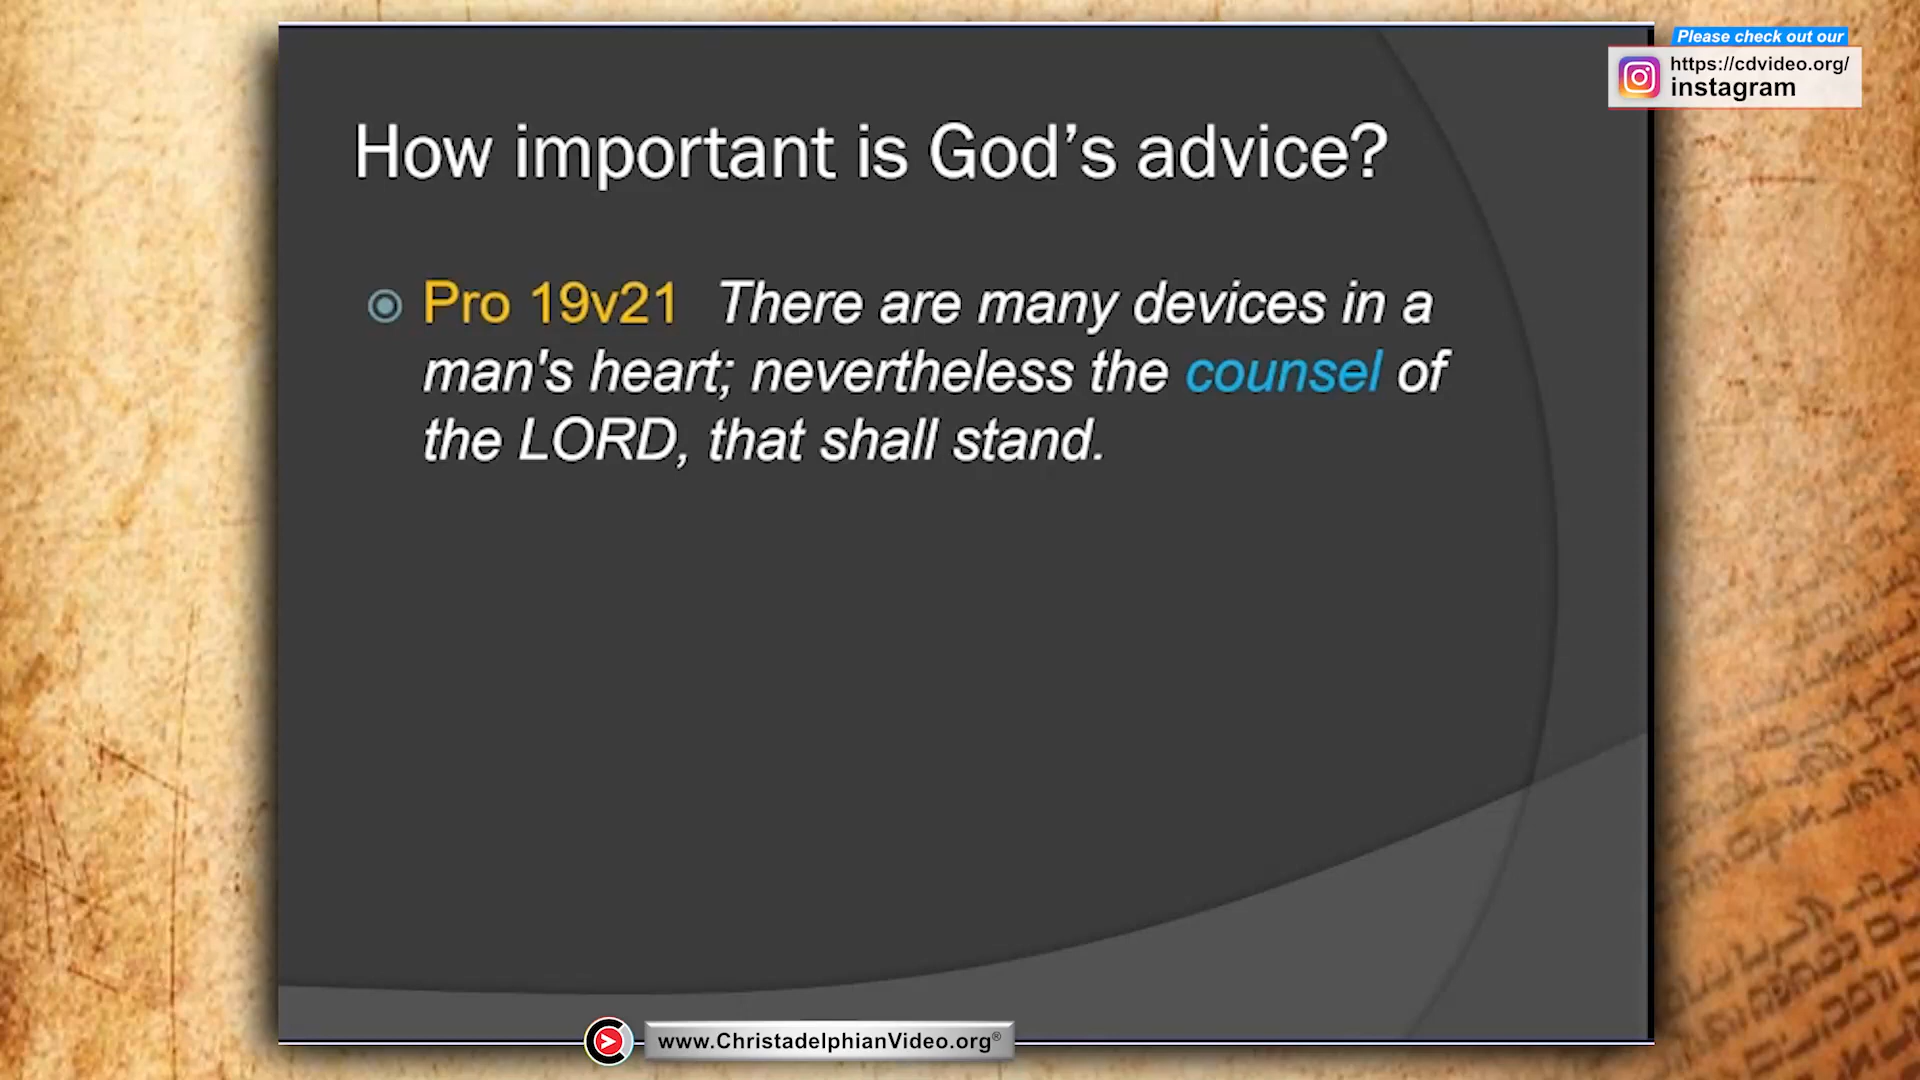 Please check out our
https://cdvideo.org/
instagram
How important is God’s advice?
Pro 19v21 There are many devices in a
man's heart; nevertheless the counsel of
the LORD, that shall stand.
www.ChristadelphianVideo.org®